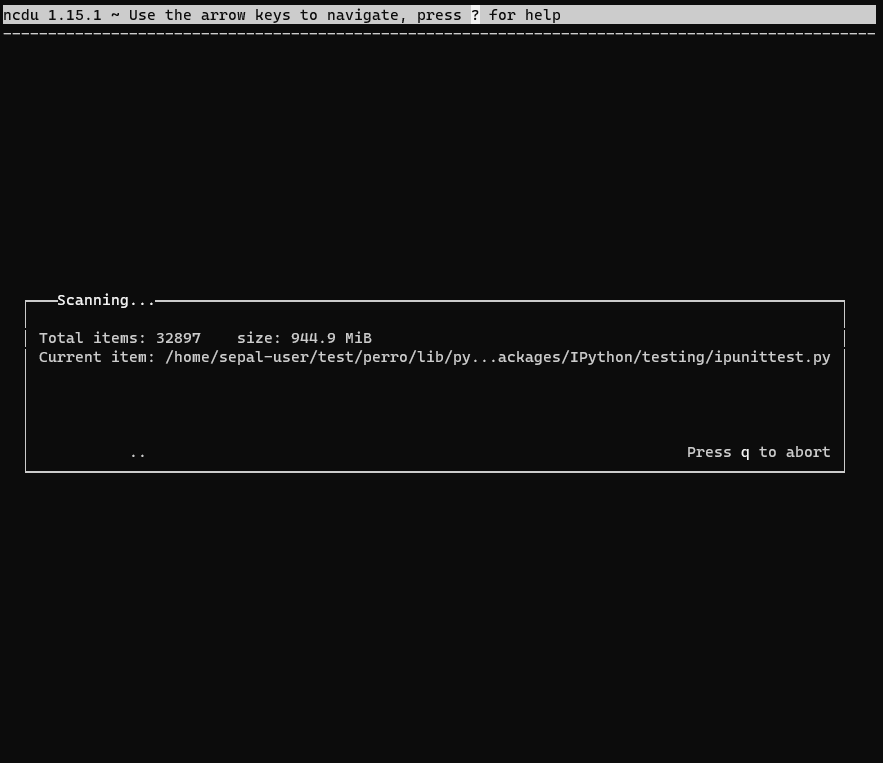 ncdu 1.15.1 ~ Use the arrow keys to navigate, press ? for help
Scanning...
Total items: 32897    size: 944.9 MiB
Current item: /home/sepal-user/test/perro/lib/py...ackages/IPython/testing/ipunittest.py
..    Press q to abort